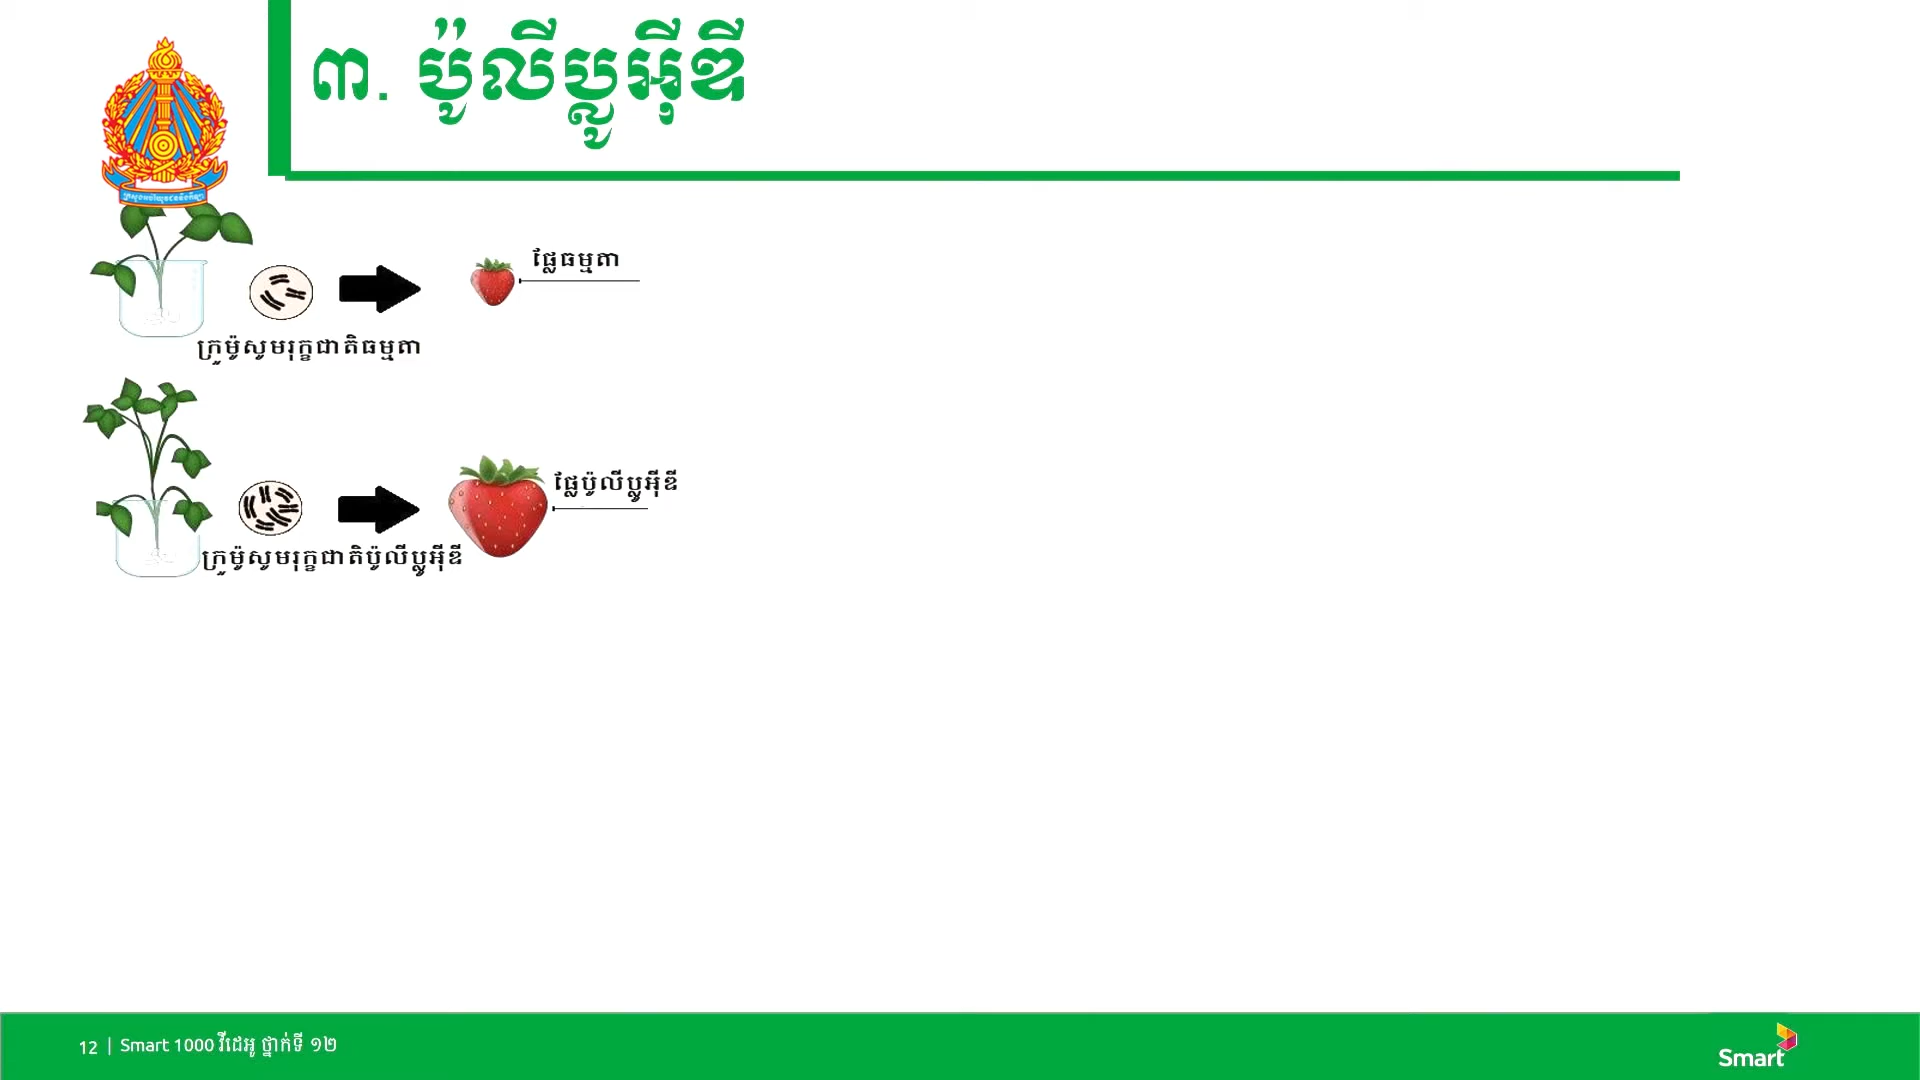 ៣. ប៉ូលីប្លូអ៊ីឌី
ផ្លែធម្មតា
ក្រូម៉ូសូមរុក្ខជាតិធម្មតា
ផ្លែប៉ូលីប្លូអ៊ីឌី
ក្រូម៉ូសូមរុក្ខជាតិប៉ូលីប្លូអ៊ីឌី
12 | Smart 1000 វីដេអូ ថ្នាក់ទី ១២
Smart